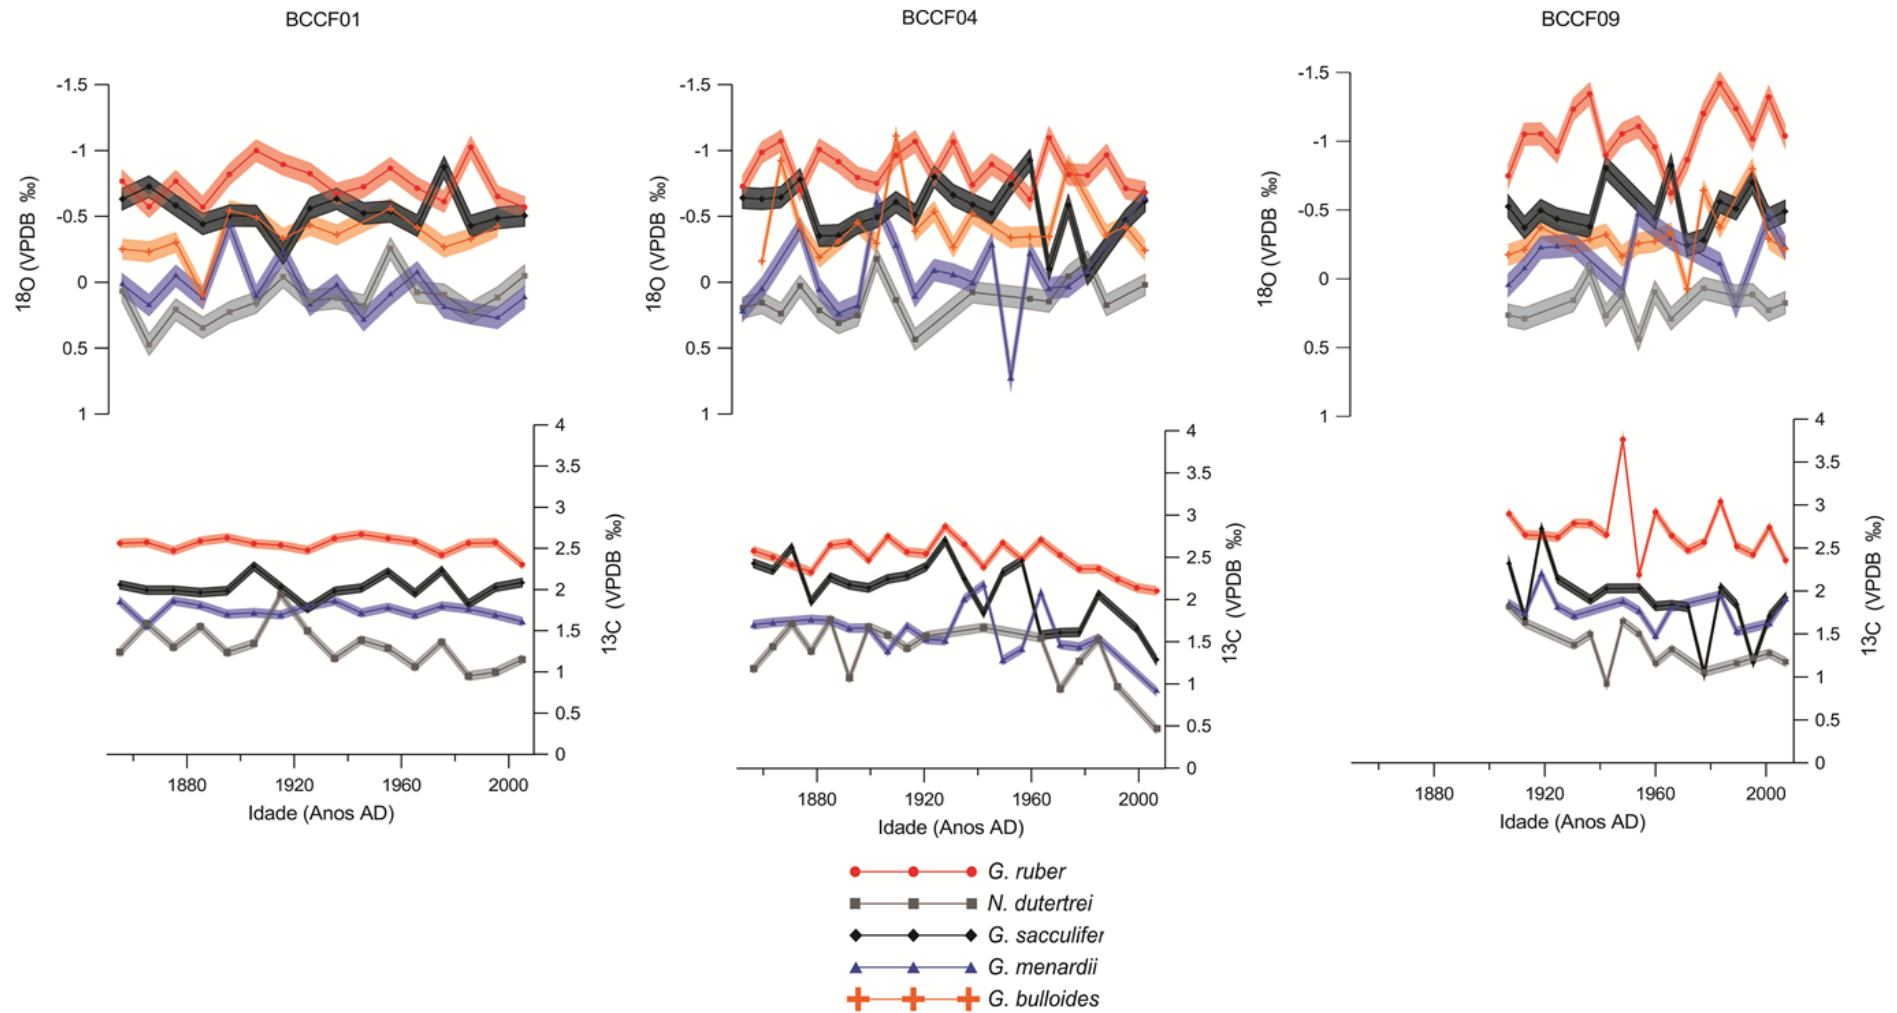 BCCF01
BCCF04
BCCF09
-1.5
-1
-0.5
0
0.5
1
18O (VPDB ‰)
-1.5
-1
-0.5
0
0.5
1
18O (VPDB ‰)
-1.5
-1
-0.5
0
0.5
1
18O (VPDB ‰)
4
3.5
3
2.5
2
1.5
1
0.5
0
13C (VPDB ‰)
4
3.5
3
2.5
2
1.5
1
0.5
0
13C (VPDB ‰)
4
3.5
3
2.5
2
1.5
1
0.5
0
13C (VPDB ‰)
1880 1920 1960 2000
Idade (Anos AD)
1880 1920 1960 2000
Idade (Anos AD)
1880 1920 1960 2000
Idade (Anos AD)
G. ruber
N. dutertrei
G. sacculifer
G. menardii
G. bulloides